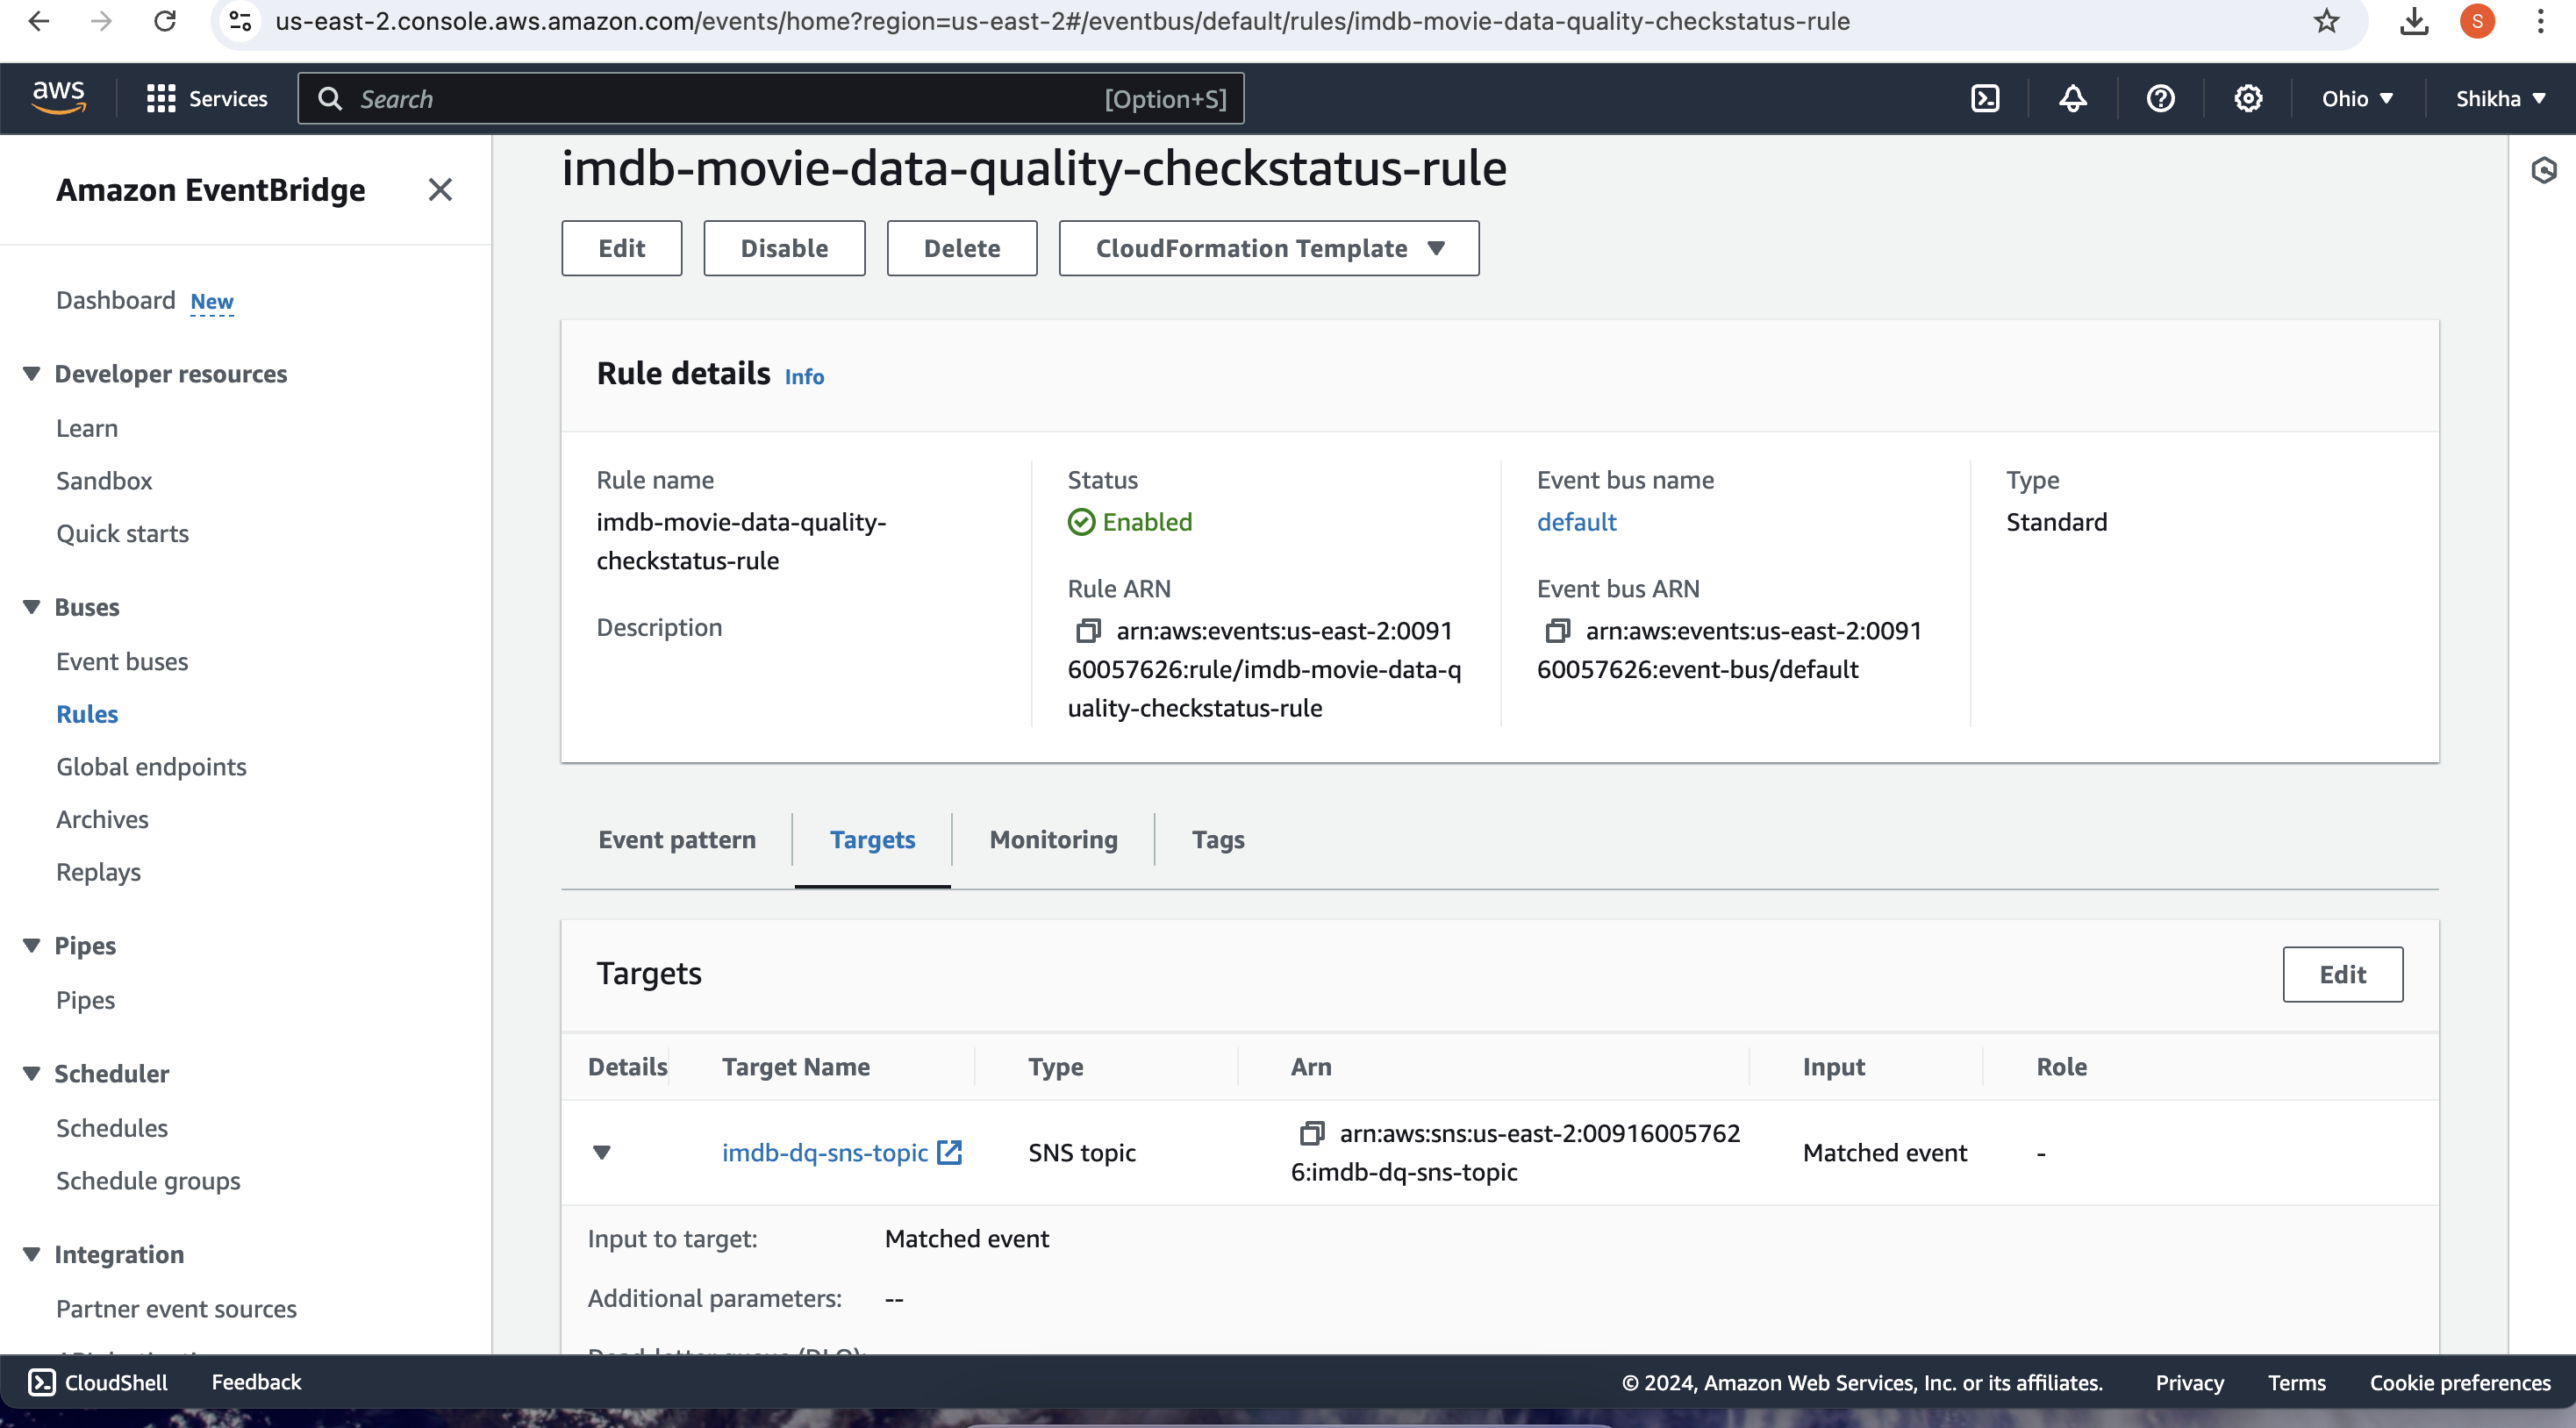 us-east-2.console.aws.amazon.com/events/home?region=us-east-2#/eventbus/default/rules/imdb-movie-data-quality-checkstatus-rule
S
aws
Services
Search
[Option+S]
Ohio
Shikha
Amazon EventBridge
Dashboard New
Developer resources
Learn
Sandbox
Quick starts
Buses
Event buses
Rules
Global endpoints
Archives
Replays
Pipes
Pipes
Scheduler
Schedules
Schedule groups
Integration
Partner event sources
imdb-movie-data-quality-checkstatus-rule
Edit
Disable
Delete
CloudFormation Template
Rule details Info
Rule name
imdb-movie-data-quality-
checkstatus-rule
Description
Status
Enabled
Rule ARN
arn:aws:events:us-east-2:0091
60057626:rule/imdb-movie-data-q
uality-checkstatus-rule
Event bus name
default
Event bus ARN
arn:aws:events:us-east-2:0091
60057626:event-bus/default
Type
Standard
Event pattern
Targets
Monitoring
Tags
Targets
Edit
Details
Target Name
Type
Arn
Input
Role
imdb-dq-sns-topic
SNS topic
arn:aws:sns:us-east-2:00916005762
6:imdb-dq-sns-topic
Matched event
-
Input to target:
Matched event
Additional parameters:
--
CloudShell
Feedback
© 2024, Amazon Web Services, Inc. or its affiliates.
Privacy
Terms
Cookie preferences